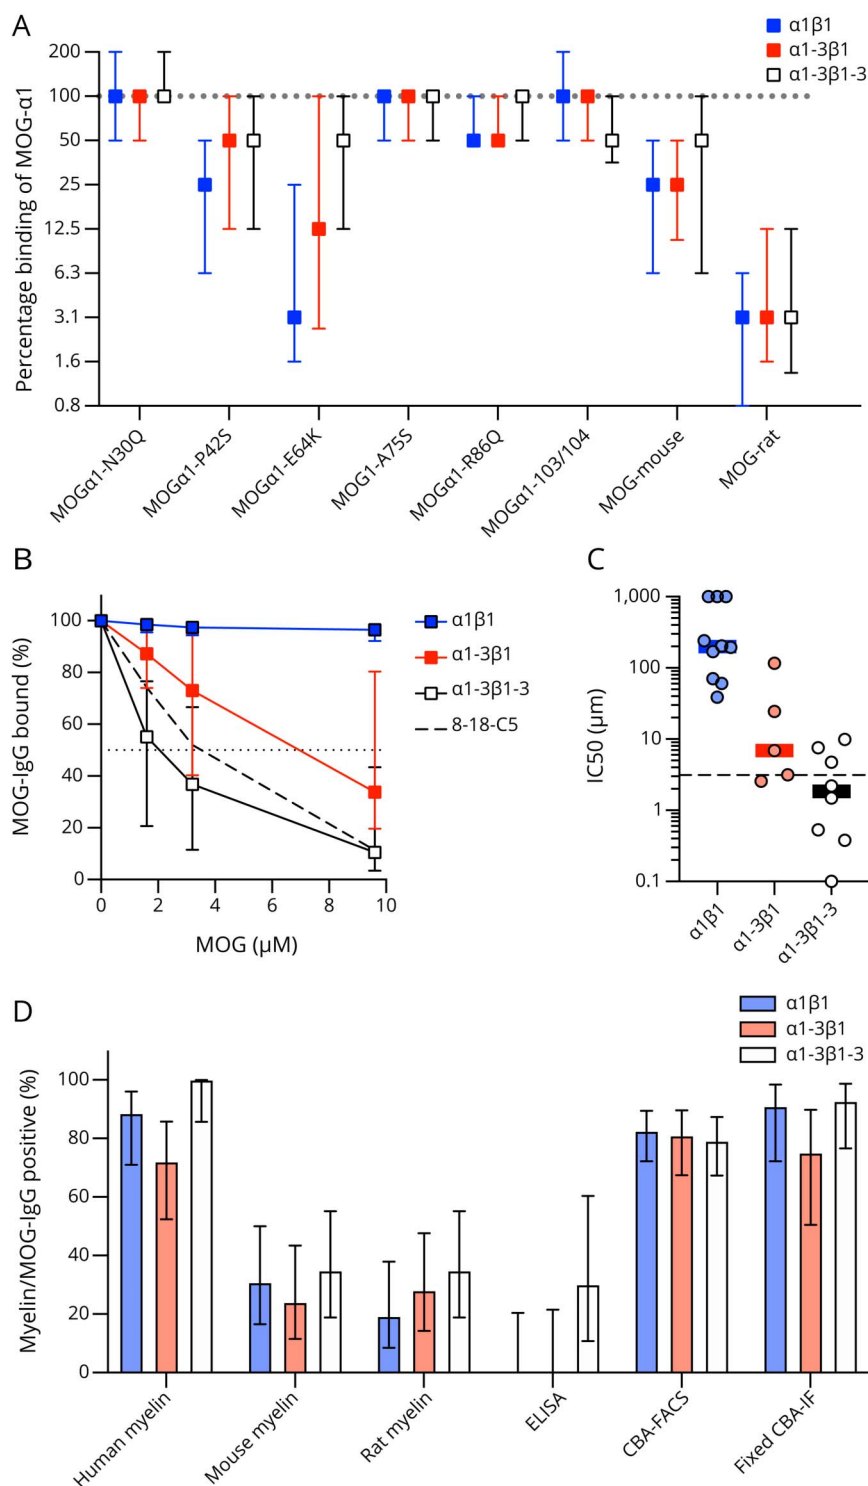 A
α1β1
α1-3β1
α1-3β1-3
Percentage binding of MOG-α1
200
100
50
25
12.5
6.3
3.1
1.6
0.8
MOGα1-N30Q
MOGα1-P42S
MOGα1-E64K
MOG1-A75S
MOGα1-R86Q
MOGα1-103/104
MOG-mouse
MOG-rat
B
MOG-IgG bound (%)
100
80
60
40
20
0
0 2 4 6 8 10
MOG (µM)
α1β1
α1-3β1
α1-3β1-3
8-18-C5
C
IC50 (µm)
1,000
100
10
1
0.1
α1β1
α1-3β1
α1-3β1-3
D
α1β1
α1-3β1
α1-3β1-3
Myelin/MOG-IgG positive (%)
100
80
60
40
20
0
Human myelin
Mouse myelin
Rat myelin
ELISA
CBA-FACS
Fixed CBA-IF